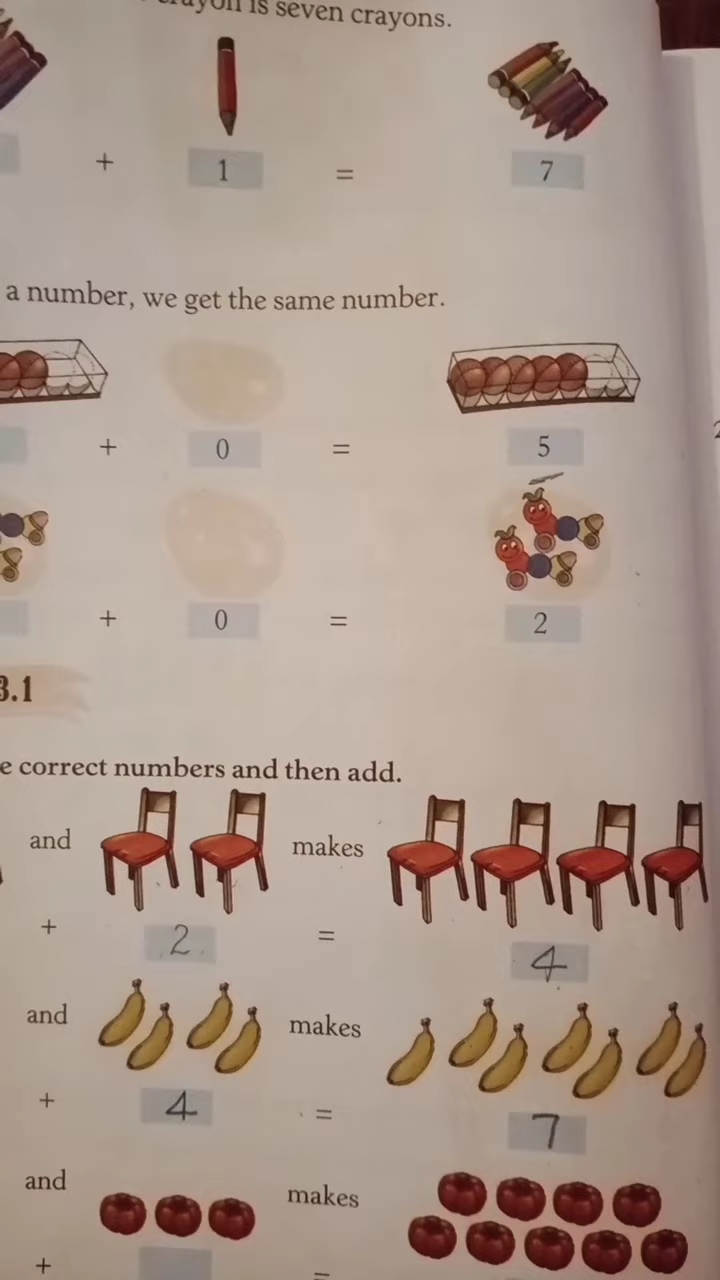 is seven crayons.
+ 1 = 7
a number, we get the same number.
+ 0 = 5
+ 0 = 2
3.1
correct numbers and then add.
and makes
+ 2 = 4
and makes
+ 4 = 7
and makes
+ =